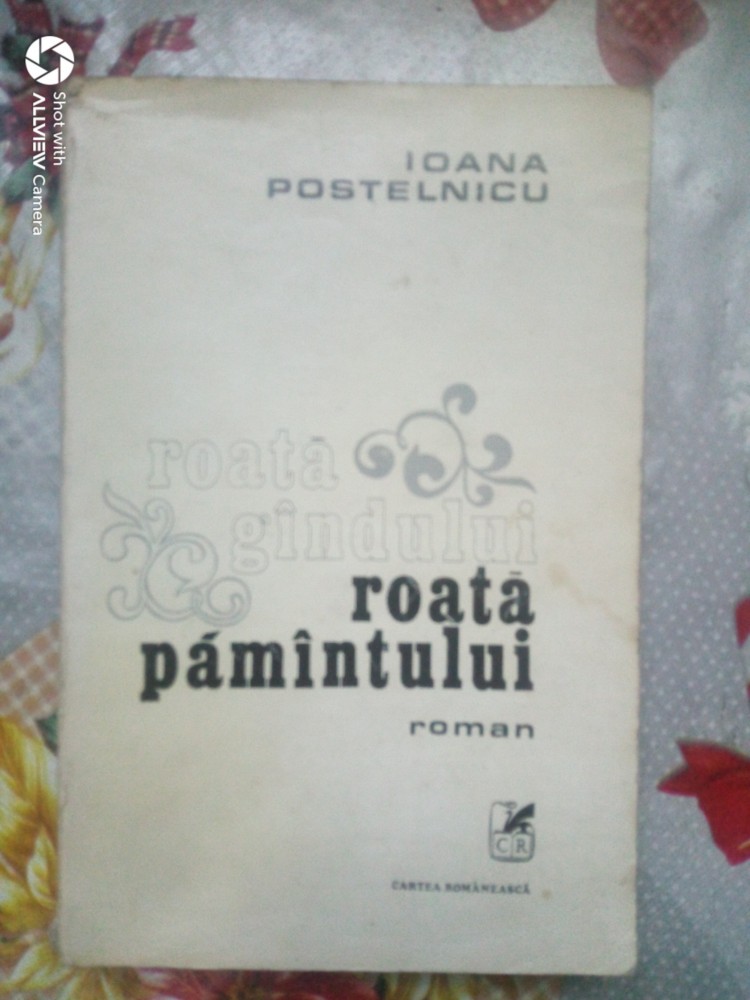 IOANA
POSTELNICU
roată
gîndului
roată
pămîntului
roman
CR
CARTEA ROMÂNEASCĂ
Shot with
ALLVIEW Camera